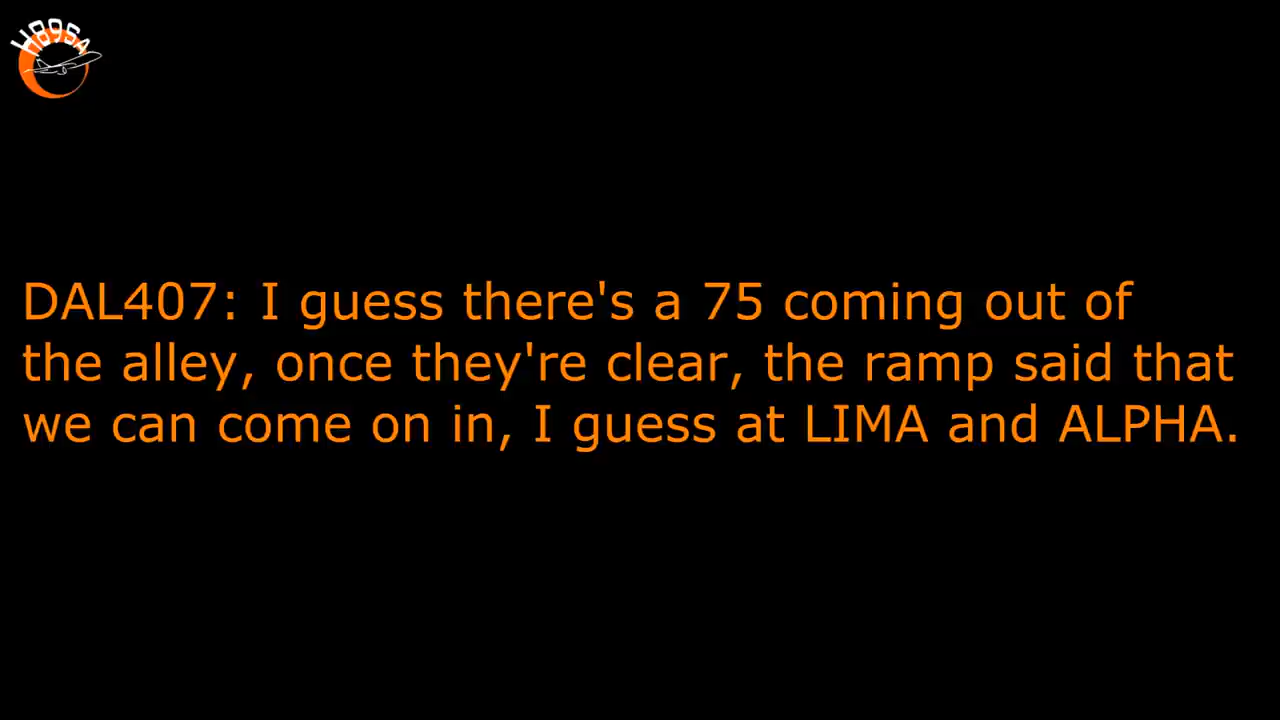 H89SA
DAL407: I guess there's a 75 coming out of
the alley, once they're clear, the ramp said that
we can come on in, I guess at LIMA and ALPHA.